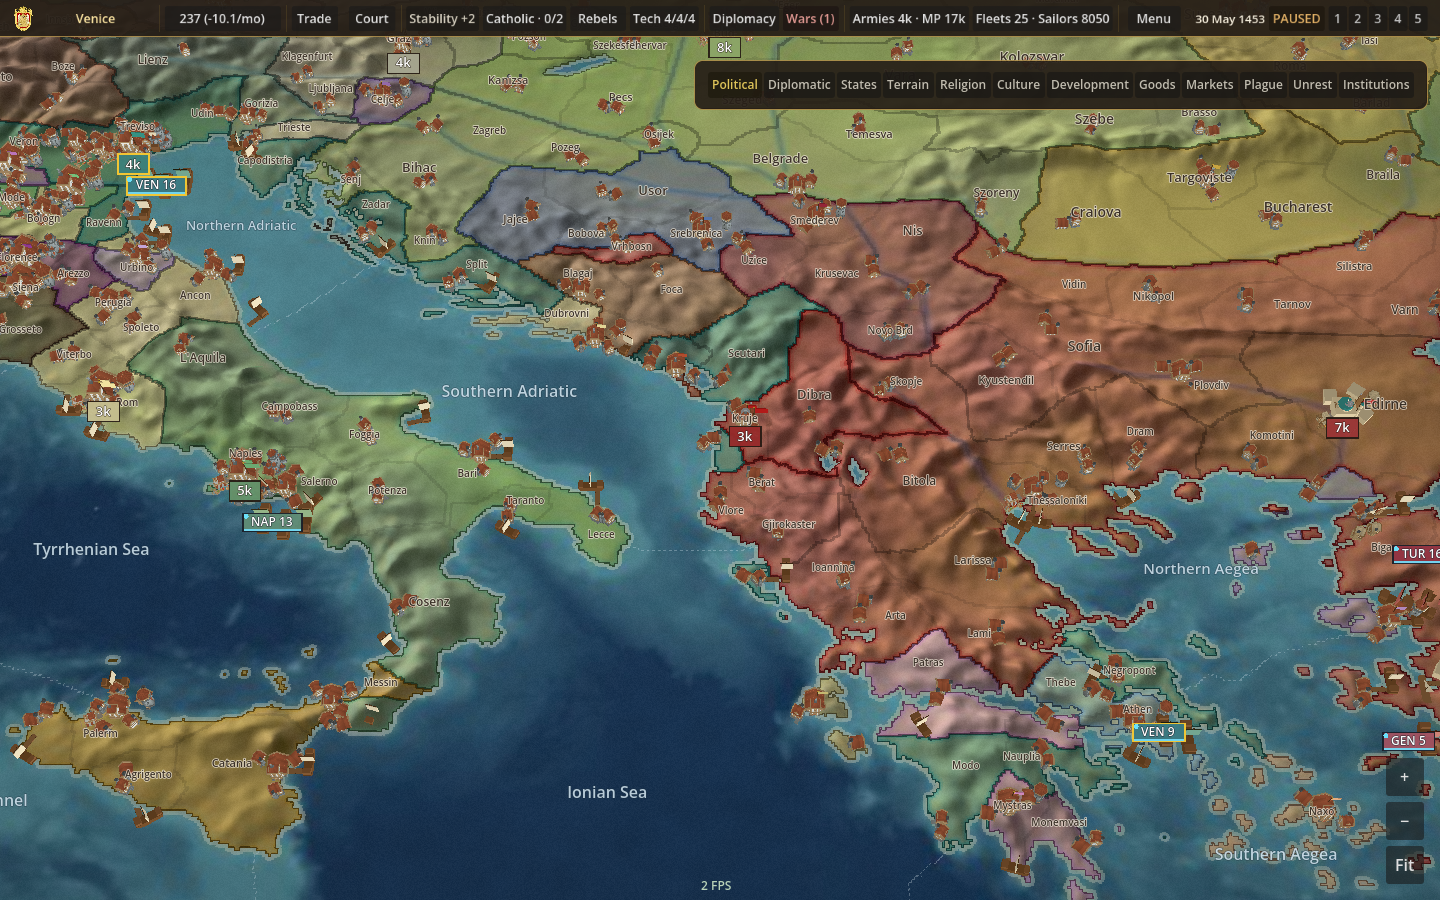 Venice 237 (-10.1/mo) Trade Court Stability +2 Catholic · 0/2 Rebels Tech 4/4/4 Diplomacy Wars (1) Armies 4k · MP 17k Fleets 25 · Sailors 8050 Menu 30 May 1453 PAUSED 1 2 3 4 5
Political Diplomatic States Terrain Religion Culture Development Goods Markets Plague Unrest Institutions
8k
4k
Boze
Lienz
Klagenfurt
Szekesfehervar
Kolozsvar
Kanizsa
Ljubljana
Celje
Pecs
Gorizia
Udin
Treviso
Trieste
Zagreb
Osijek
Temesva
Szebe
Brasso
Veron
4k
VEN 16
Capodistria
Bihac
Pozeg
Belgrade
Senj
Usor
Szoreny
Targoviste
Braila
Mode
Bologn
Ravenn
Northern Adriatic
Zadar
Jajce
Smederev
Craiova
Bucharest
Knin
Bobova
Vrhbosn
Srebrenica
Nis
Arezzo
Urbino
Split
Blagaj
Foca
Uzice
Krusevac
Vidin
Nikopol
Silistra
Tarnov
Varn
Siena
Perugia
Ancon
Dubrovni
Grosseto
Spoleto
Novo Brd
Sofia
Viterbo
L'Aquila
Scutari
Kyustendil
Skopje
Plovdiv
Edirne
Rom
3k
Southern Adriatic
Dibra
Campobass
Foggia
Kruje
3k
7k
Serres
Dram
Komotini
Naples
Bari
Salerno
Potenza
5k
NAP 13
Taranto
Lecce
Berat
Vlore
Bitola
Gjirokaster
Thessaloniki
Tyrrhenian Sea
Ioannina
Larissa
Biga
TUR 16
Northern Aegea
Cosenz
Arta
Lami
Patras
Thebe
Negropont
Messin
Palerm
Catania
Agrigento
Athen
VEN 9
GEN 5
Modo
Nauplia
Ionian Sea
Mystras
Monemvasi
Naxo
Southern Aegea
+
−
Fit
2 FPS